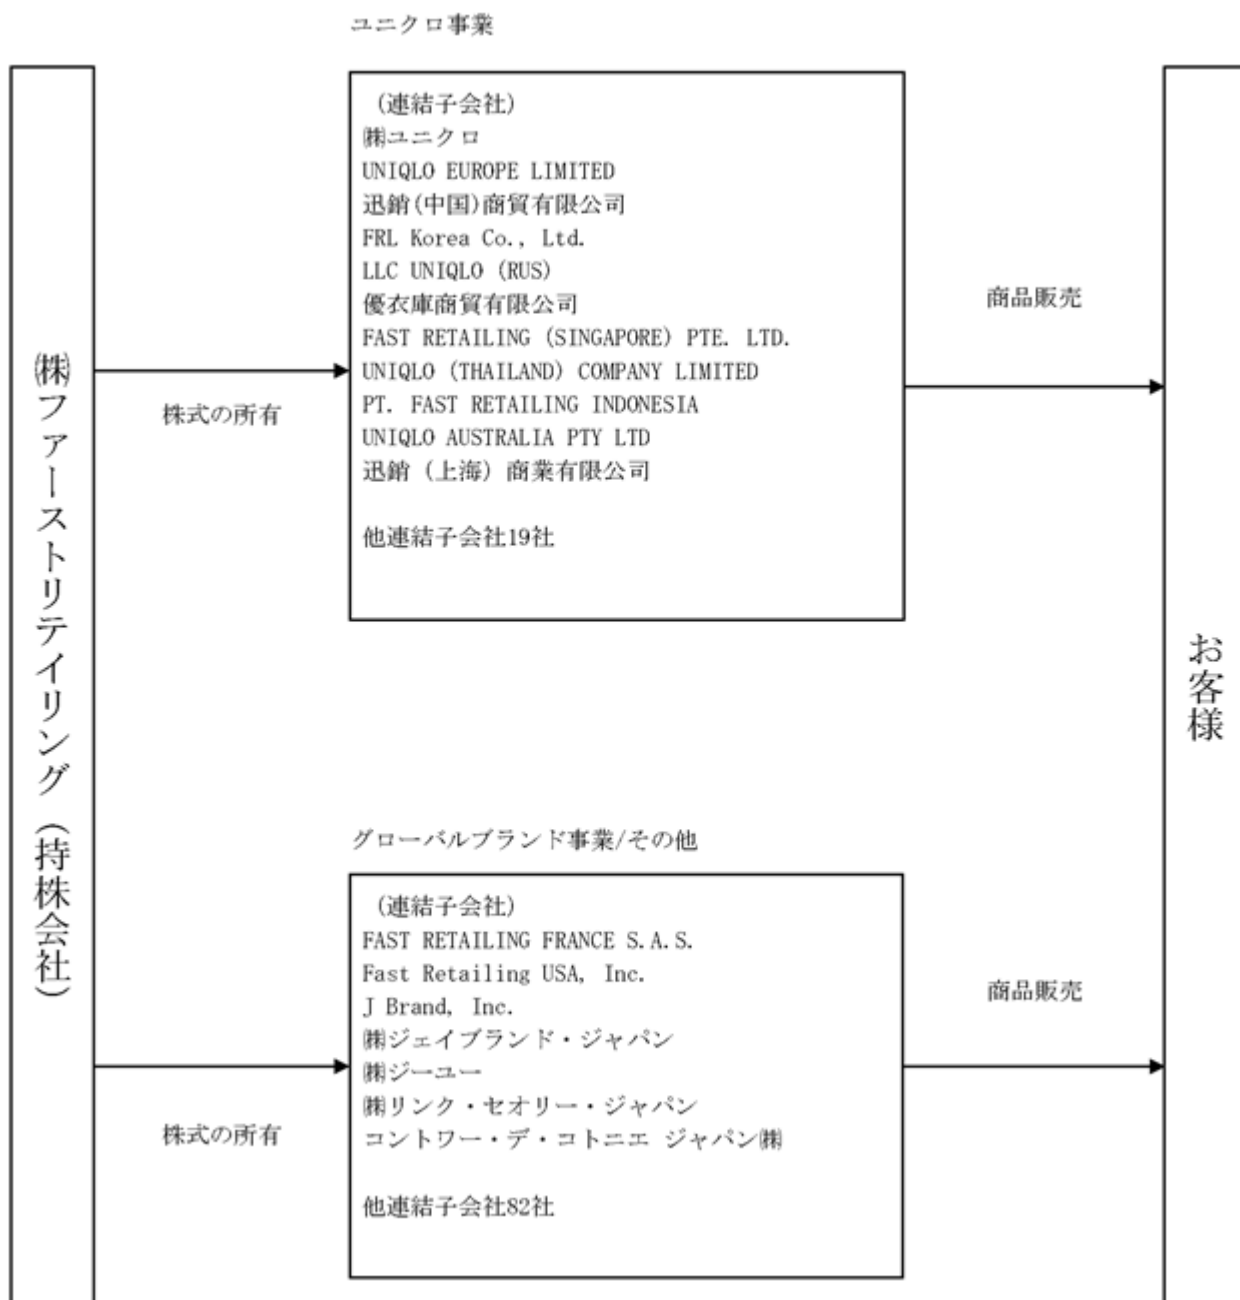 ユニクロ事業
㈱ファーストリテイリング（持株会社）
株式の所有
（連結子会社）
㈱ユニクロ
UNIQLO EUROPE LIMITED
迅銷(中国)商貿有限公司
FRL Korea Co., Ltd.
LLC UNIQLO (RUS)
優衣庫商貿有限公司
FAST RETAILING (SINGAPORE) PTE. LTD.
UNIQLO (THAILAND) COMPANY LIMITED
PT. FAST RETAILING INDONESIA
UNIQLO AUSTRALIA PTY LTD
迅銷（上海）商業有限公司
他連結子会社19社
商品販売
お客様
グローバルブランド事業/その他
株式の所有
（連結子会社）
FAST RETAILING FRANCE S.A.S.
Fast Retailing USA, Inc.
J Brand, Inc.
㈱ジェイブランド・ジャパン
㈱ジーユー
㈱リンク・セオリー・ジャパン
コントワー・デ・コトニエ ジャパン㈱
他連結子会社82社
商品販売